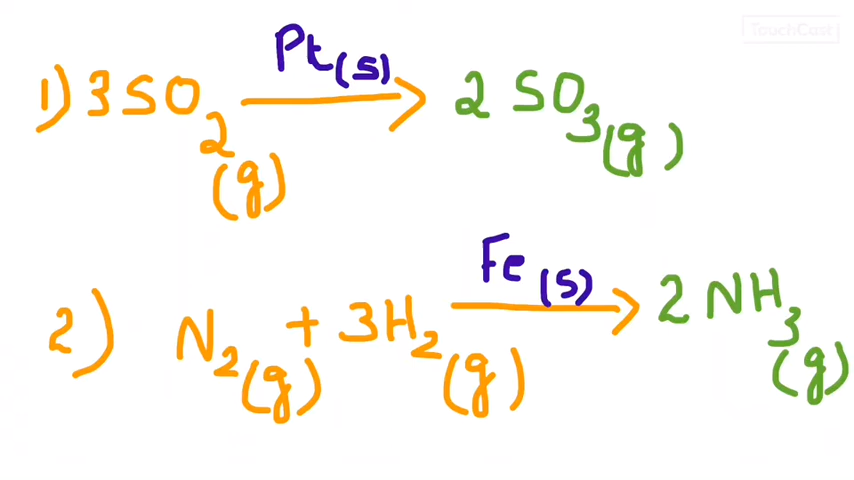 TouchCast
1) 3SO₂(g) Pt(s) → 2SO₃(g)
2) N₂(g) + 3H₂(g) Fe(s) → 2NH₃(g)